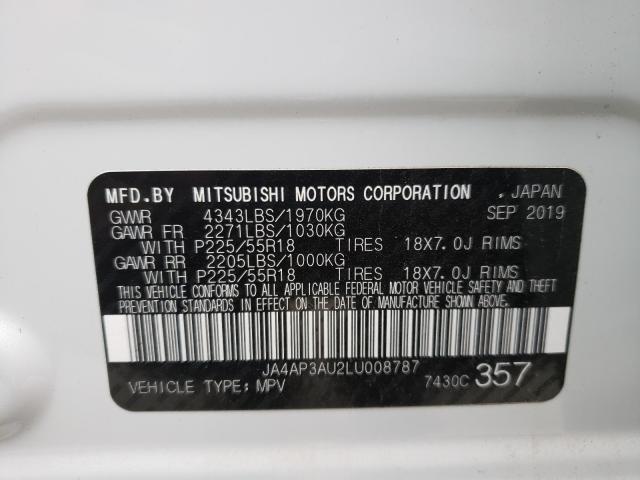 MFD.BY MITSUBISHI MOTORS CORPORATION , JAPAN
GVWR 4343LBS/1970KG SEP 2019
GAWR FR 2271LBS/1030KG
WITH P225/55R18 TIRES 18X7.0J RIMS
GAWR RR 2205LBS/1000KG
WITH P225/55R18 TIRES 18X7.0J RIMS
THIS VEHICLE CONFORMS TO ALL APPLICABLE FEDERAL MOTOR VEHICLE SAFETY AND THEFT
PREVENTION STANDARDS IN EFFECT ON THE DATE OF MANUFACTURE SHOWN ABOVE.
JA4AP3AU2LU008787
VEHICLE TYPE:MPV 7430C 357